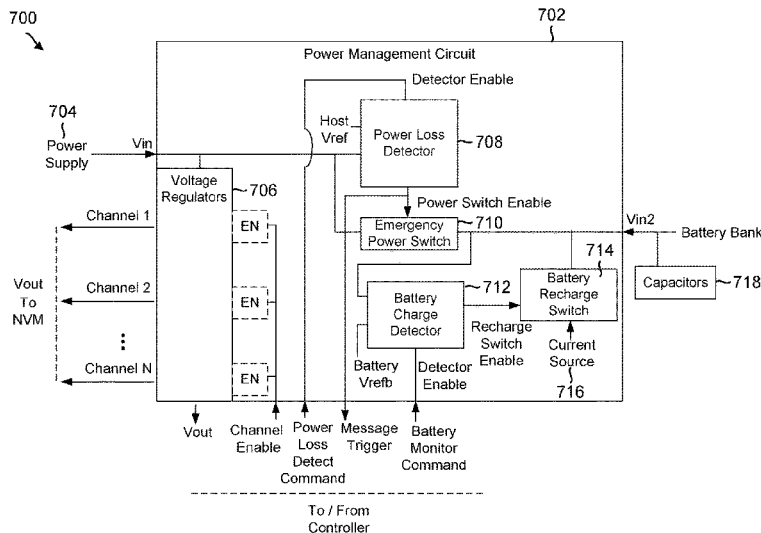 700
702
Power Management Circuit
Detector Enable
704
Power
Supply
Vin
Host
Vref
Power Loss
Detector
708
Voltage
Regulators
706
Power Switch Enable
Channel 1
EN
Emergency
Power Switch
710
Vin2
Battery Bank
714
Vout
To
NVM
Channel 2
EN
712
Battery
Charge
Detector
Battery
Recharge
Switch
Capacitors
718
Recharge
Switch
Enable
Channel N
EN
Battery
Vrefb
Detector
Enable
Current
Source
716
Vout
Channel
Enable
Power
Loss
Detect
Command
Message
Trigger
Battery
Monitor
Command
To / From
Controller